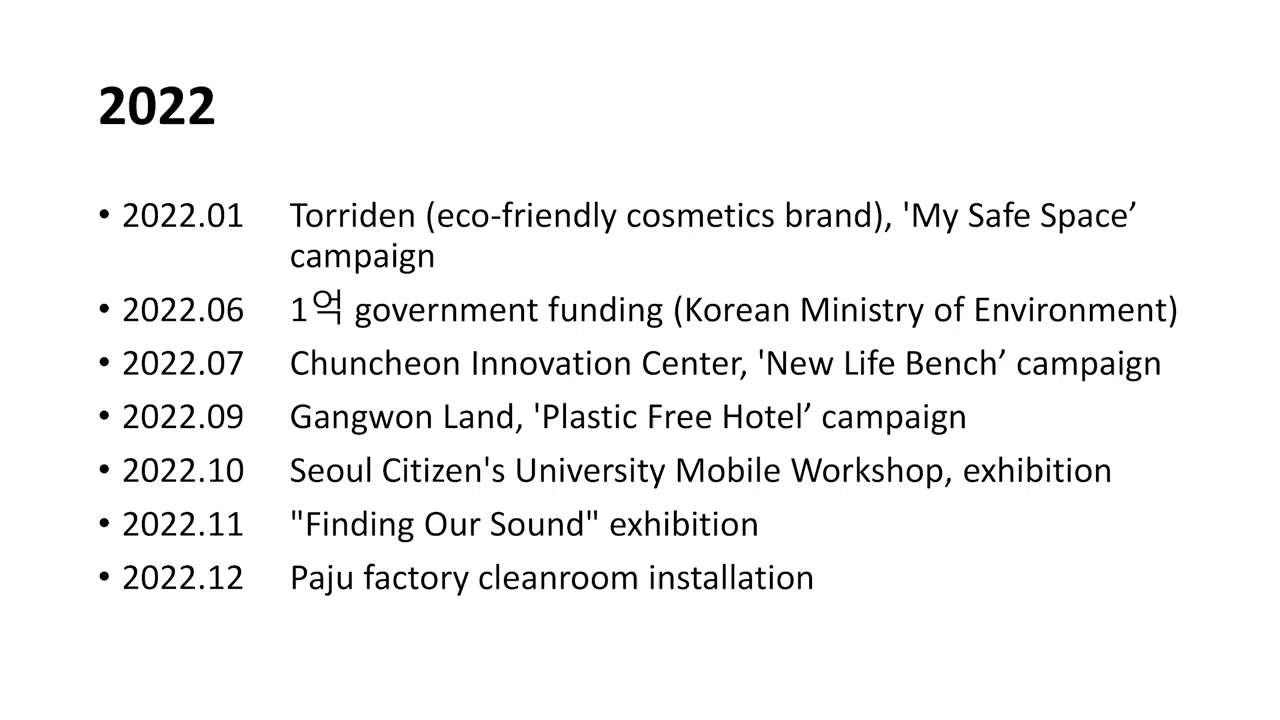 2022
• 2022.01 Torriden (eco-friendly cosmetics brand), 'My Safe Space’
campaign
• 2022.06 1억 government funding (Korean Ministry of Environment)
• 2022.07 Chuncheon Innovation Center, 'New Life Bench’ campaign
• 2022.09 Gangwon Land, 'Plastic Free Hotel’ campaign
• 2022.10 Seoul Citizen's University Mobile Workshop, exhibition
• 2022.11 "Finding Our Sound" exhibition
• 2022.12 Paju factory cleanroom installation